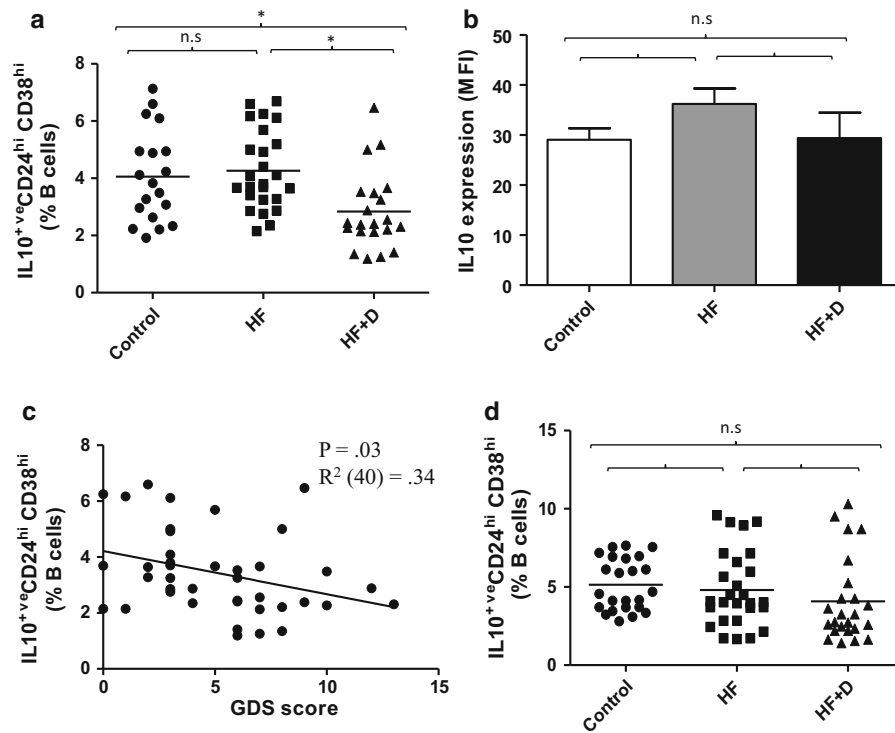 a
*
n.s
*
IL10⁺ᵛᵉCD24ʰⁱ CD38ʰⁱ
(% B cells)
8
6
4
2
0
Control
HF
HF+D
b
n.s
IL10 expression (MFI)
50
40
30
20
10
0
Control
HF
HF+D
c
P = .03
R² (40) = .34
IL10⁺ᵛᵉCD24ʰⁱ CD38ʰⁱ
(% B cells)
8
6
4
2
0
0
5
10
15
GDS score
d
n.s
IL10⁺ᵛᵉCD24ʰⁱ CD38ʰⁱ
(% B cells)
15
10
5
0
Control
HF
HF+D